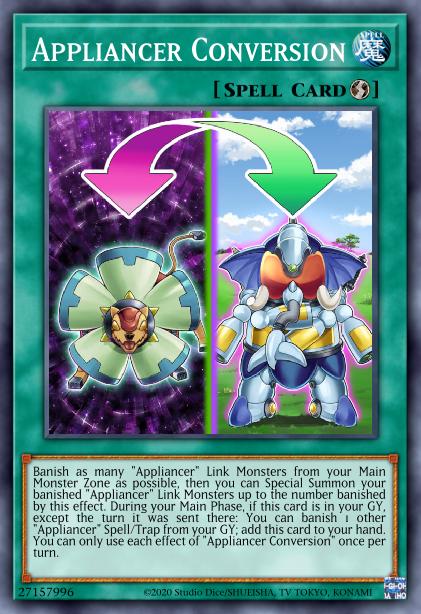 APPLIANCER CONVERSION
SPELL
魔
[SPELL CARD]
Banish as many "Appliancer" Link Monsters from your Main
Monster Zone as possible, then you can Special Summon your
banished "Appliancer" Link Monsters up to the number banished
by this effect. During your Main Phase, if this card is in your GY,
except the turn it was sent there: You can banish 1 other
"Appliancer" Spell/Trap from your GY; add this card to your hand.
You can only use each effect of "Appliancer Conversion" once per
turn.
27157996
©2020 Studio Dice/SHUEISHA, TV TOKYO, KONAMI